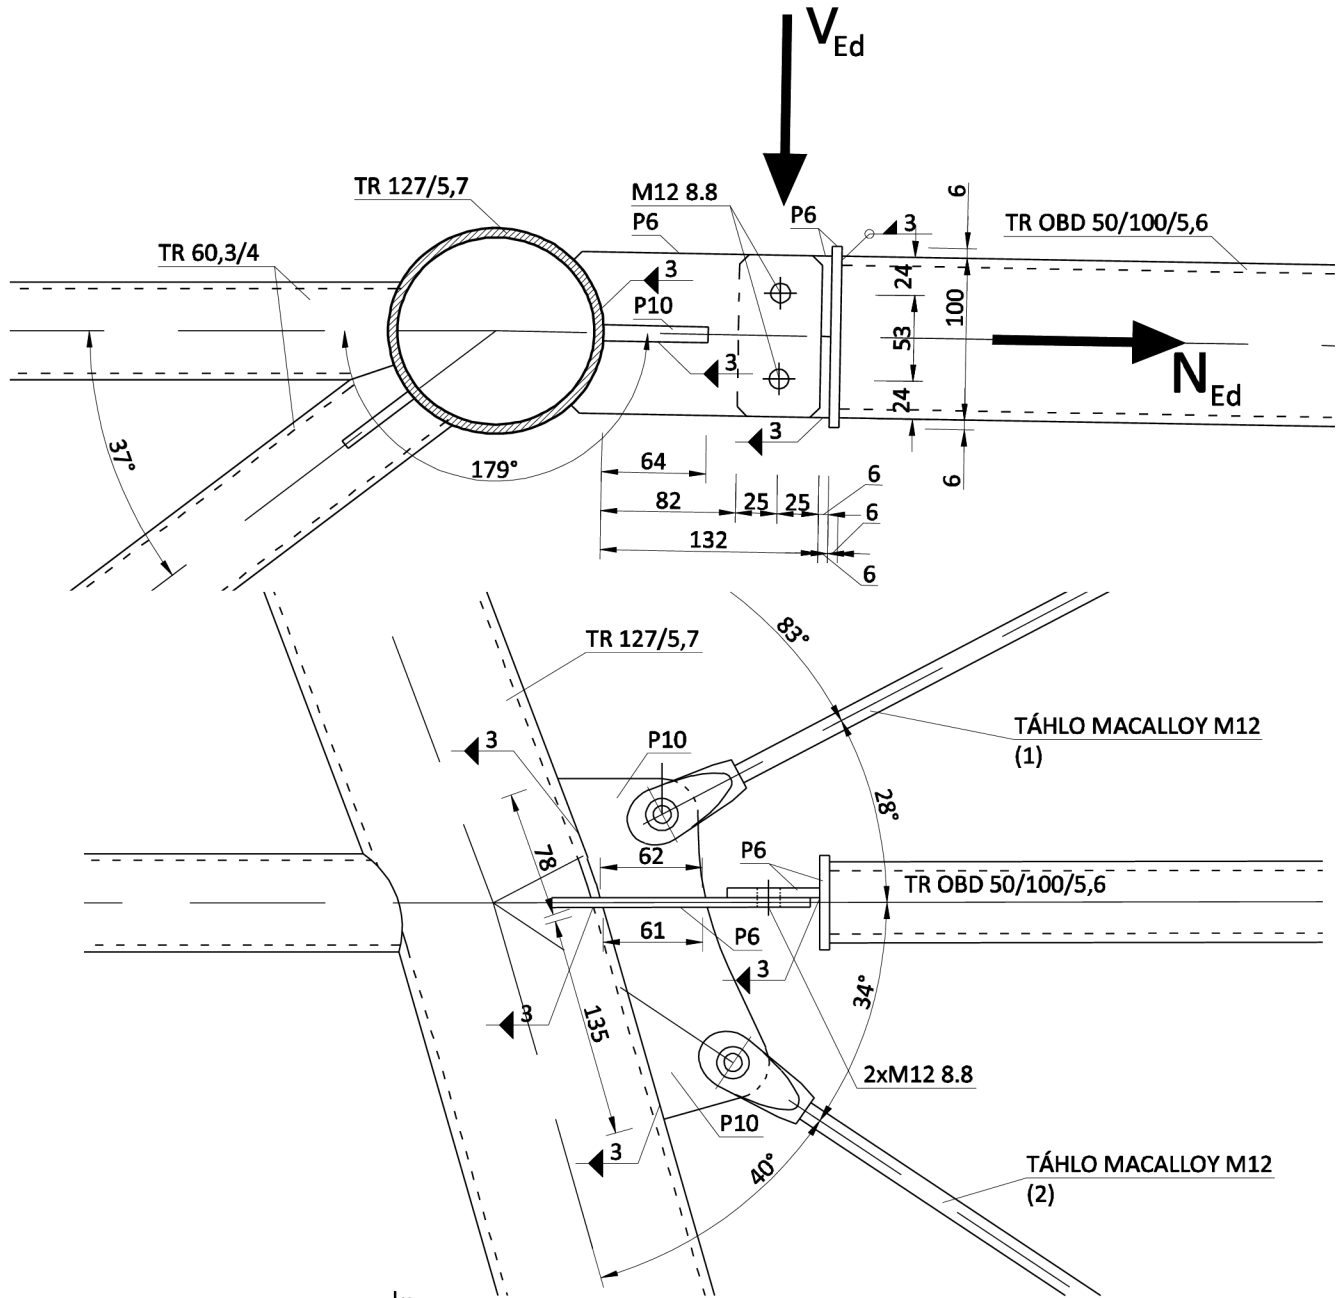 V Ed
TR 127/5,7
M12 8.8
P6
P6
3
6
TR OBD 50/100/5,6
TR 60,3/4
3
P10
24
100
53
N Ed
3
24
3
37°
179°
64
6
6
82
25
25
6
132
6
83°
TR 127/5,7
TÁHLO MACALLOY M12
(1)
3
P10
28°
78
62
P6
TR OBD 50/100/5,6
61
P6
3
34°
3
135
2xM12 8.8
P10
3
40°
TÁHLO MACALLOY M12
(2)